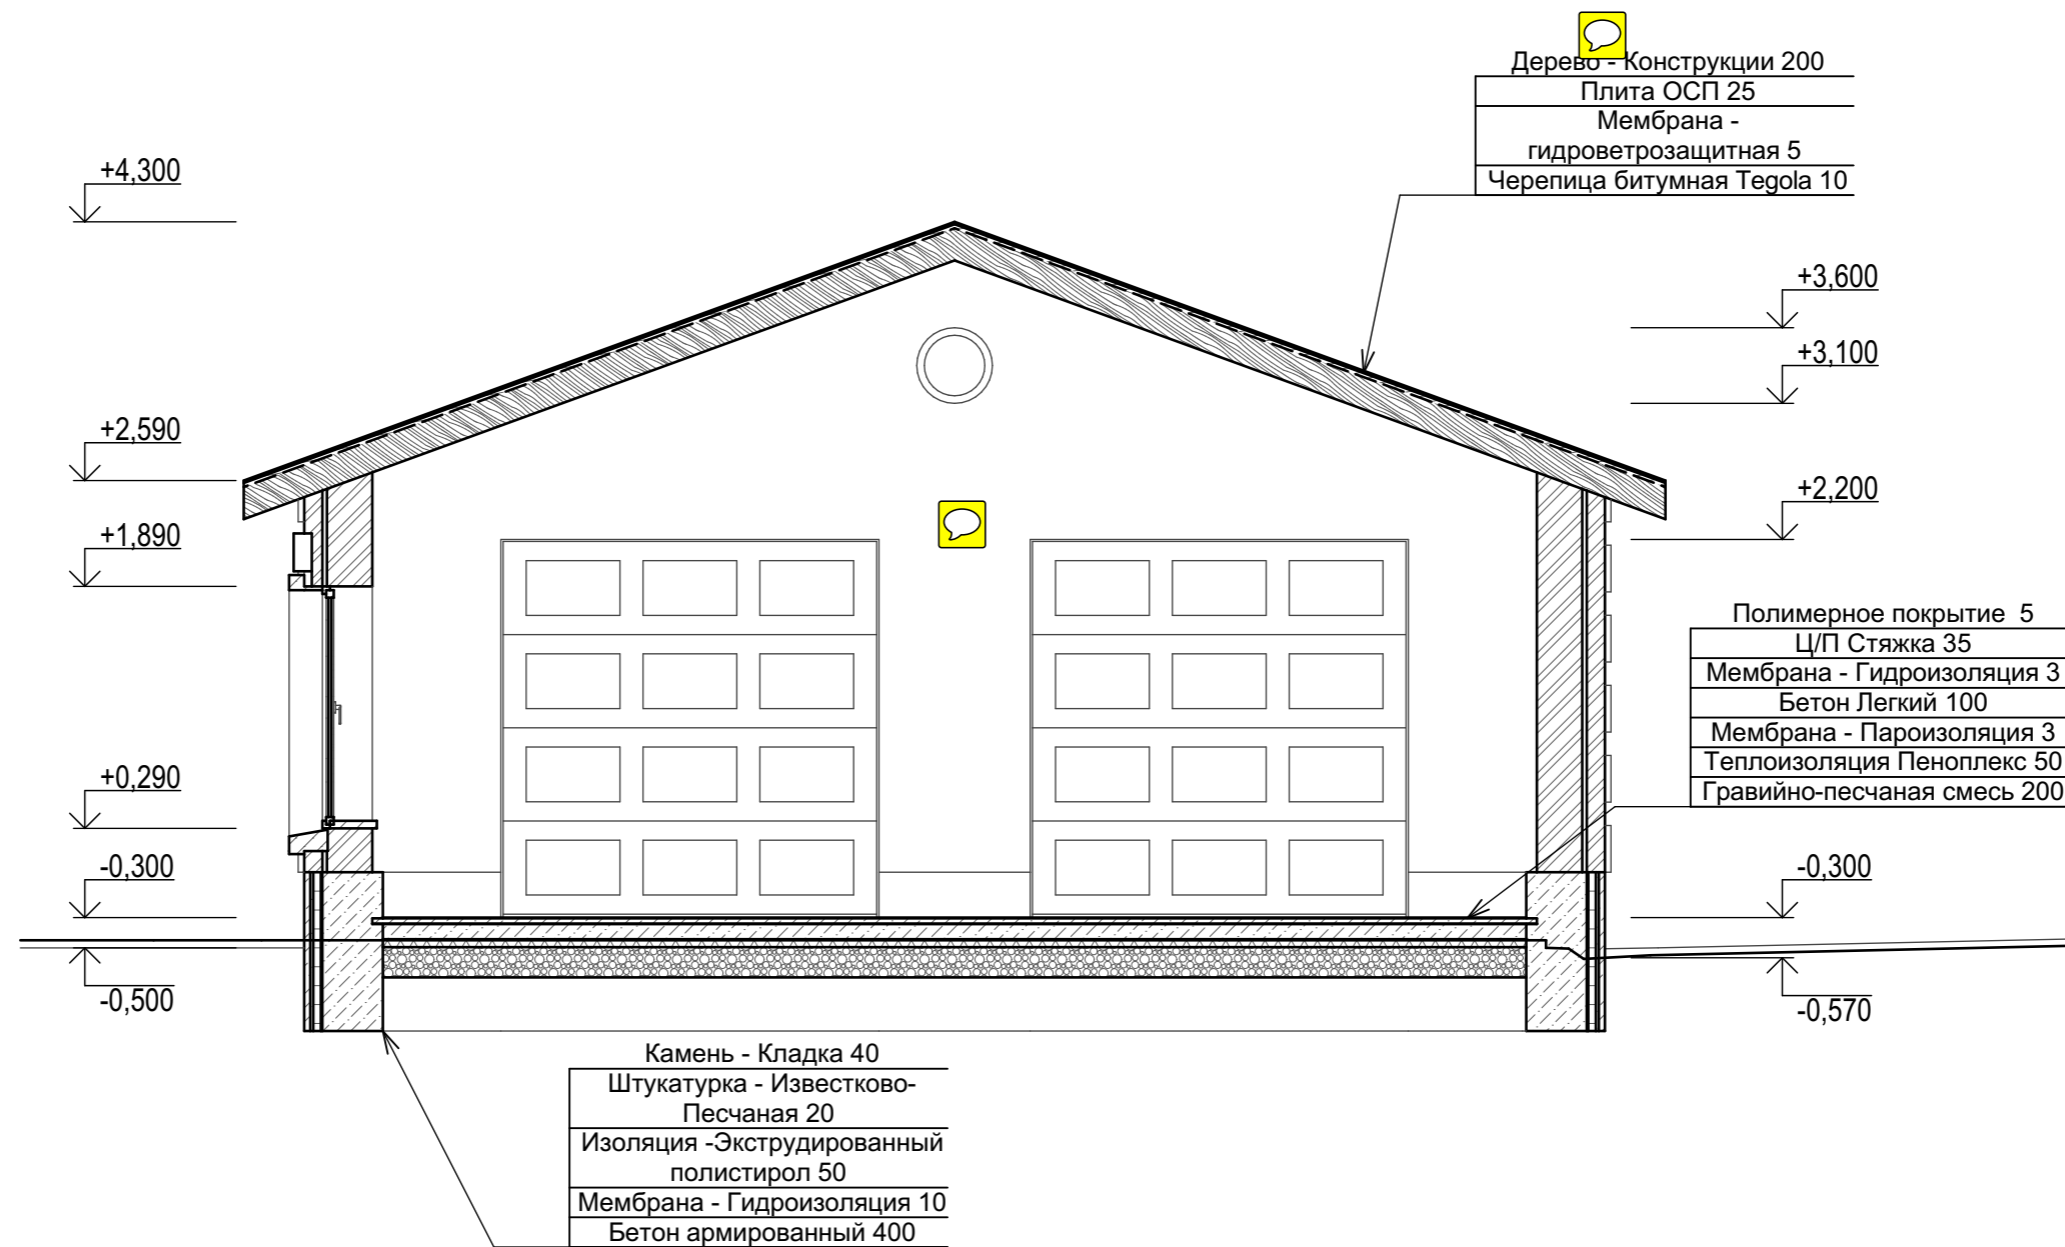 Дерево - Конструкции 200
Плита ОСП 25
Мембрана -
гидроветрозащитная 5
Черепица битумная Tegola 10
+4,300
+3,600
+3,100
+2,590
+2,200
+1,890
Полимерное покрытие 5
Ц/П Стяжка 35
Мембрана - Гидроизоляция 3
Бетон Легкий 100
Мембрана - Пароизоляция 3
Теплоизоляция Пеноплекс 50
Гравийно-песчаная смесь 200
+0,290
-0,300
-0,300
-0,500
-0,570
Камень - Кладка 40
Штукатурка - Известково-
Песчаная 20
Изоляция -Экструдированный
полистирол 50
Мембрана - Гидроизоляция 10
Бетон армированный 400